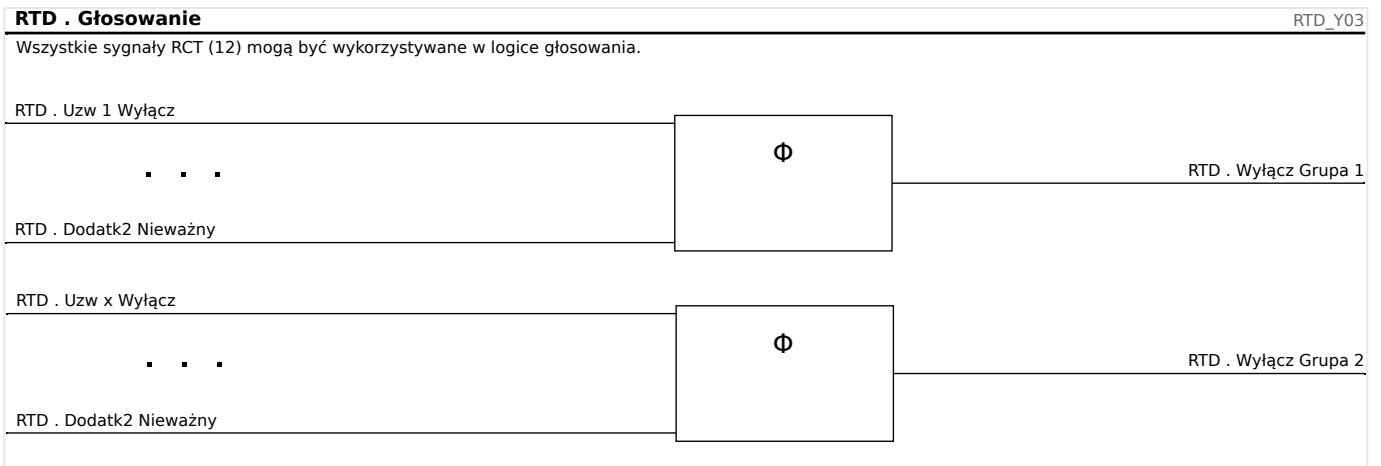 RTD . Głosowanie
RTD_Y03
Wszystkie sygnały RCT (12) mogą być wykorzystywane w logice głosowania.
RTD . Uzw 1 Wyłącz
Φ
. . .
RTD . Wyłącz Grupa 1
RTD . Dodatk2 Nieważny
RTD . Uzw x Wyłącz
Φ
. . .
RTD . Wyłącz Grupa 2
RTD . Dodatk2 Nieważny